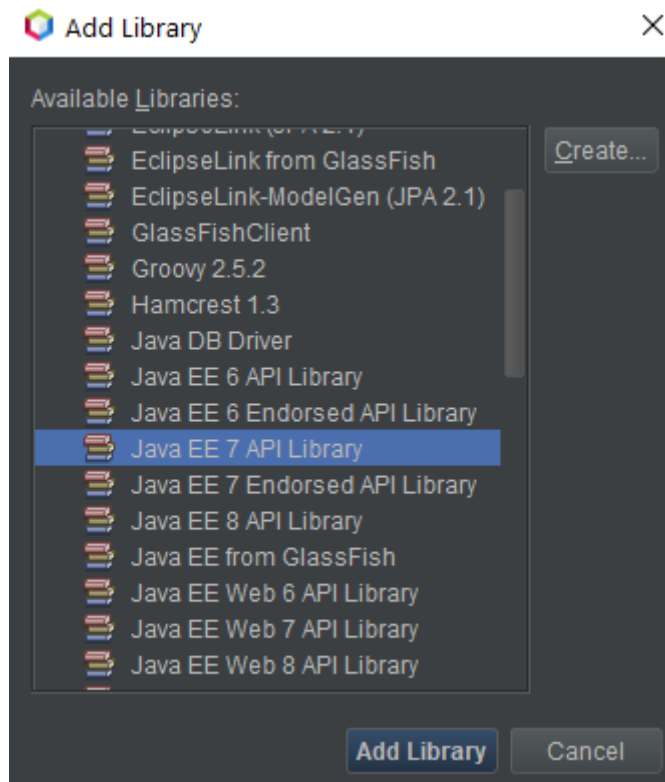 Add Library
Available Libraries:
EclipseLink (JPA 2.1)
EclipseLink from GlassFish
Create...
EclipseLink-ModelGen (JPA 2.1)
GlassFishClient
Groovy 2.5.2
Hamcrest 1.3
Java DB Driver
Java EE 6 API Library
Java EE 6 Endorsed API Library
Java EE 7 API Library
Java EE 7 Endorsed API Library
Java EE 8 API Library
Java EE from GlassFish
Java EE Web 6 API Library
Java EE Web 7 API Library
Java EE Web 8 API Library
Add Library
Cancel